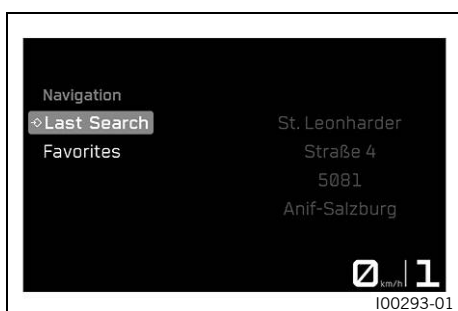 Navigation
Last Search
Favorites
St. Leonharder
Straße 4
5081
Anif-Salzburg
0 km/h 1
I00293-01